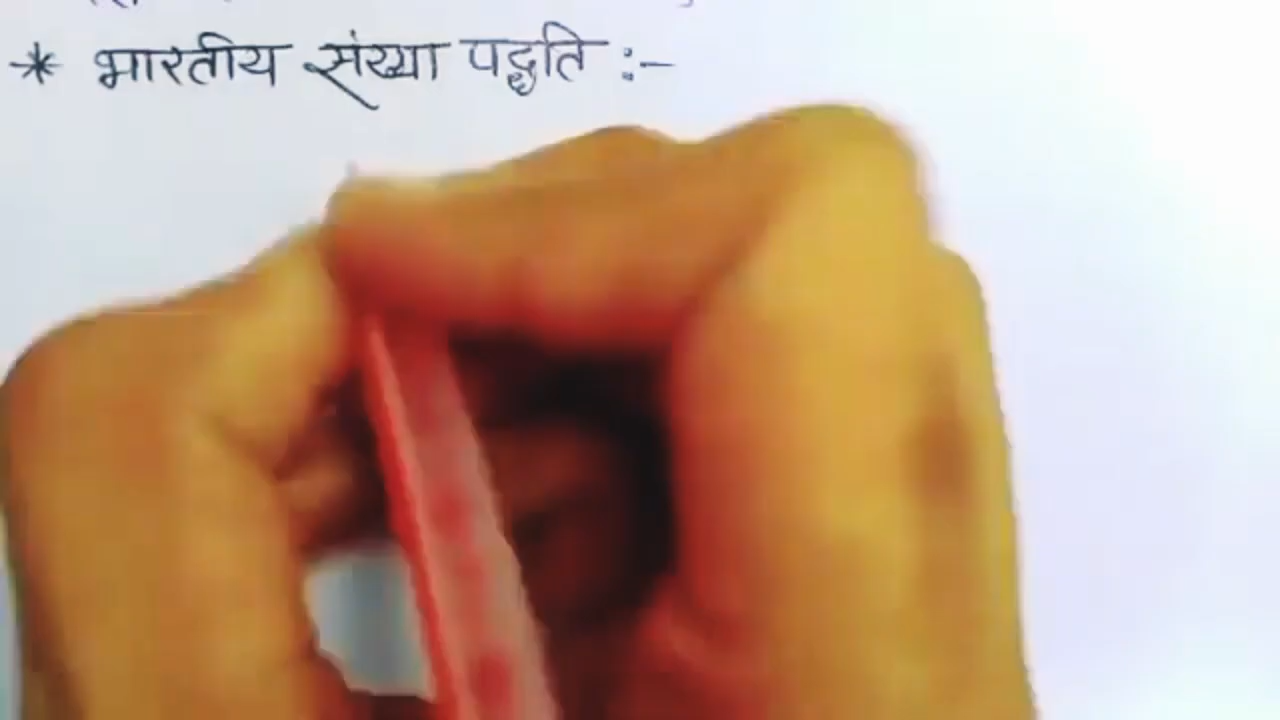 * भारतीय संख्या पद्धति :-